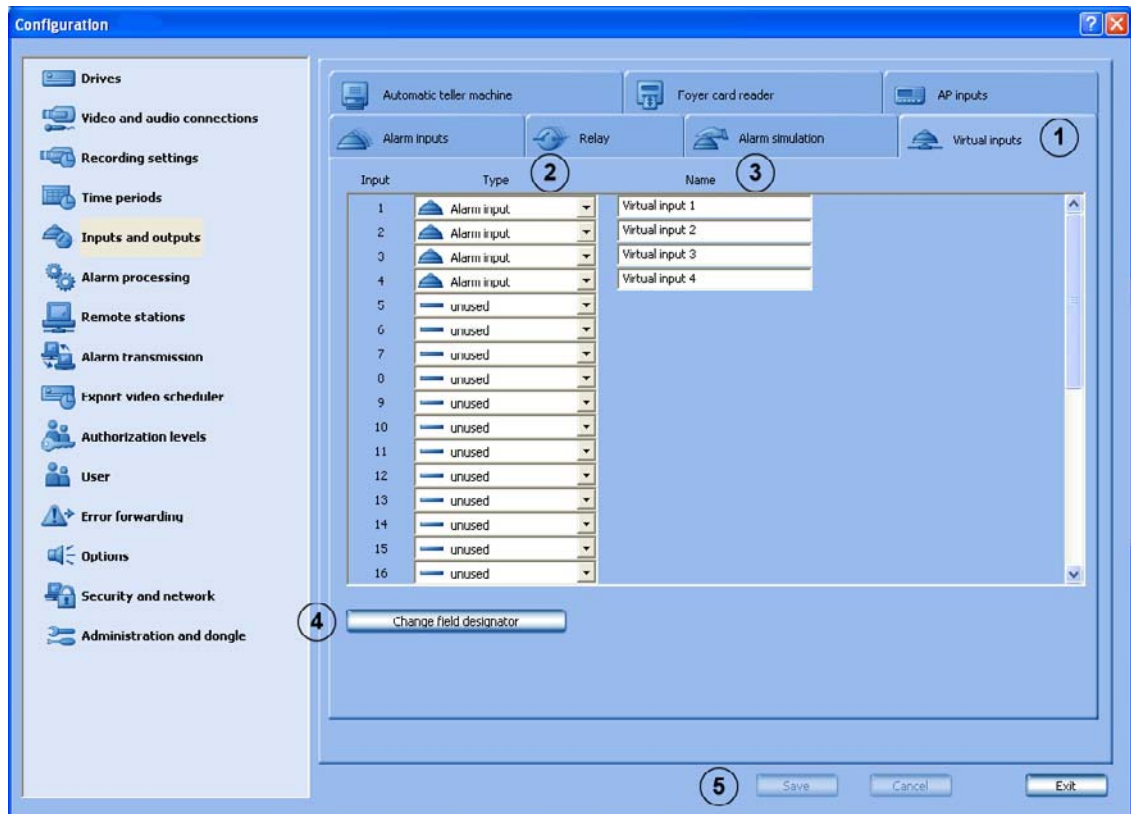 Configuration
Drives
Video and audio connections
Recording settings
Time periods
Inputs and outputs
Alarm processing
Remote stations
Alarm transmission
Export video scheduler
Authorization levels
User
Error forwarding
Options
Security and network
Administration and dongle
Automatic teller machine
Foyer card reader
AP inputs
Alarm inputs
Relay
Alarm simulation
Virtual inputs
1
Input Type 2 Name 3
1 Alarm input Virtual input 1
2 Alarm input Virtual input 2
3 Alarm input Virtual input 3
4 Alarm input Virtual input 4
5 unused
6 unused
7 unused
8 unused
9 unused
10 unused
11 unused
12 unused
13 unused
14 unused
15 unused
16 unused
4 Change field designator
5 Save Cancel Exit